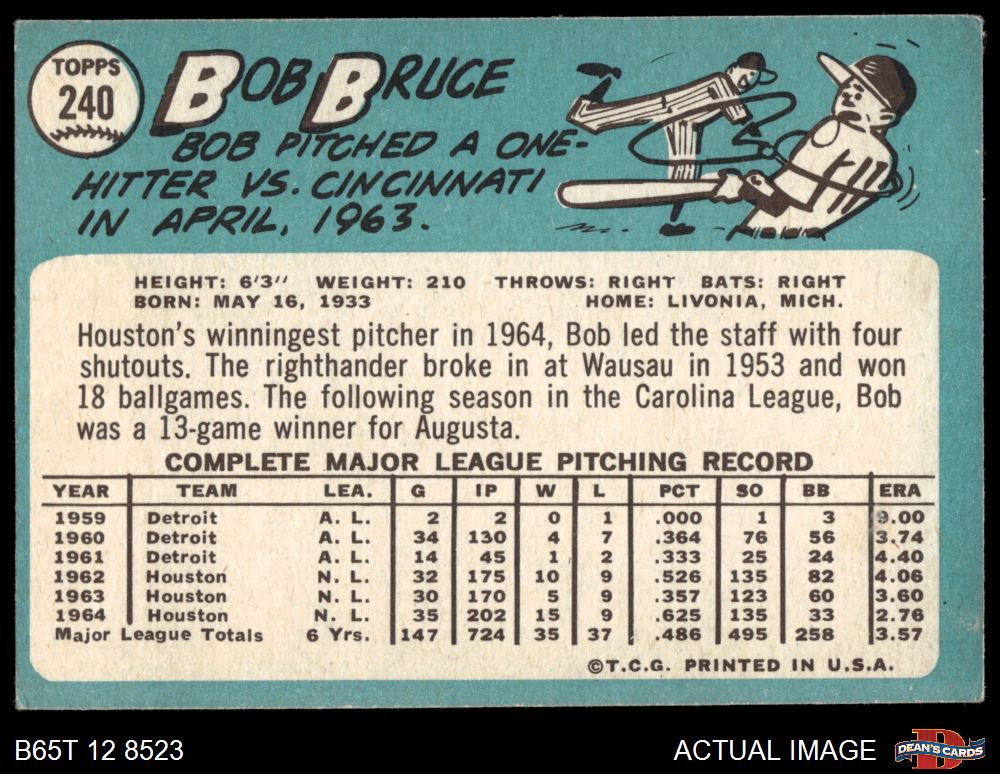 TOPPS
240
BOB BRUCE
BOB PITCHED A ONE-
HITTER VS. CINCINNATI
IN APRIL, 1963.
HEIGHT: 6'3" WEIGHT: 210 THROWS: RIGHT BATS: RIGHT
BORN: MAY 16, 1933 HOME: LIVONIA, MICH.
Houston's winningest pitcher in 1964, Bob led the staff with four
shutouts. The righthander broke in at Wausau in 1953 and won
18 ballgames. The following season in the Carolina League, Bob
was a 13-game winner for Augusta.
COMPLETE MAJOR LEAGUE PITCHING RECORD
YEAR TEAM LEA. G IP W L PCT SO BB ERA
1959 Detroit A. L. 2 2 0 1 .000 1 3 9.00
1960 Detroit A. L. 34 130 4 7 .364 76 56 3.74
1961 Detroit A. L. 14 45 1 2 .333 25 24 4.40
1962 Houston N. L. 32 175 10 9 .526 135 82 4.06
1963 Houston N. L. 30 170 5 9 .357 123 60 3.60
1964 Houston N. L. 35 202 15 9 .625 135 33 2.76
Major League Totals 6 Yrs. 147 724 35 37 .486 495 258 3.57
©T.C.G. PRINTED IN U.S.A.
B65T 12 8523 ACTUAL IMAGE D DEAN'S CARDS